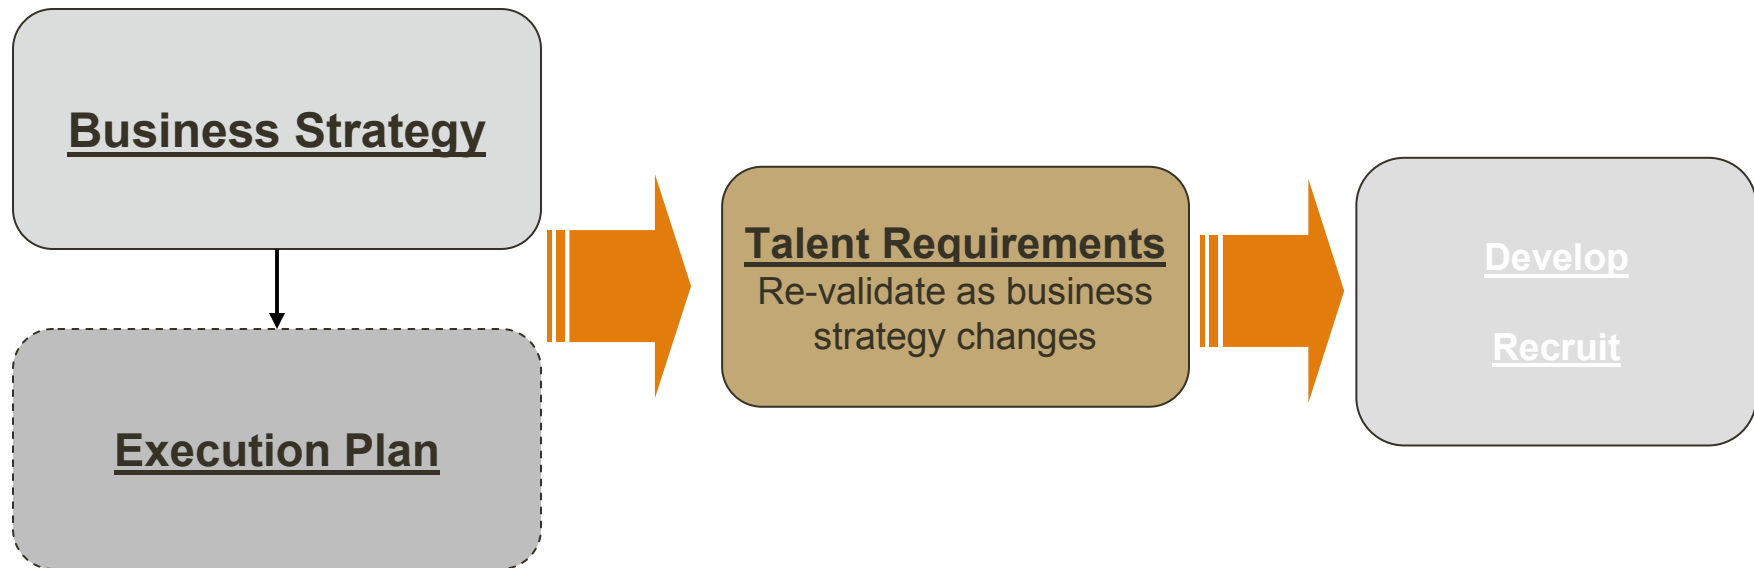 Business Strategy
Execution Plan
Talent Requirements
Re-validate as business
strategy changes
Develop
Recruit